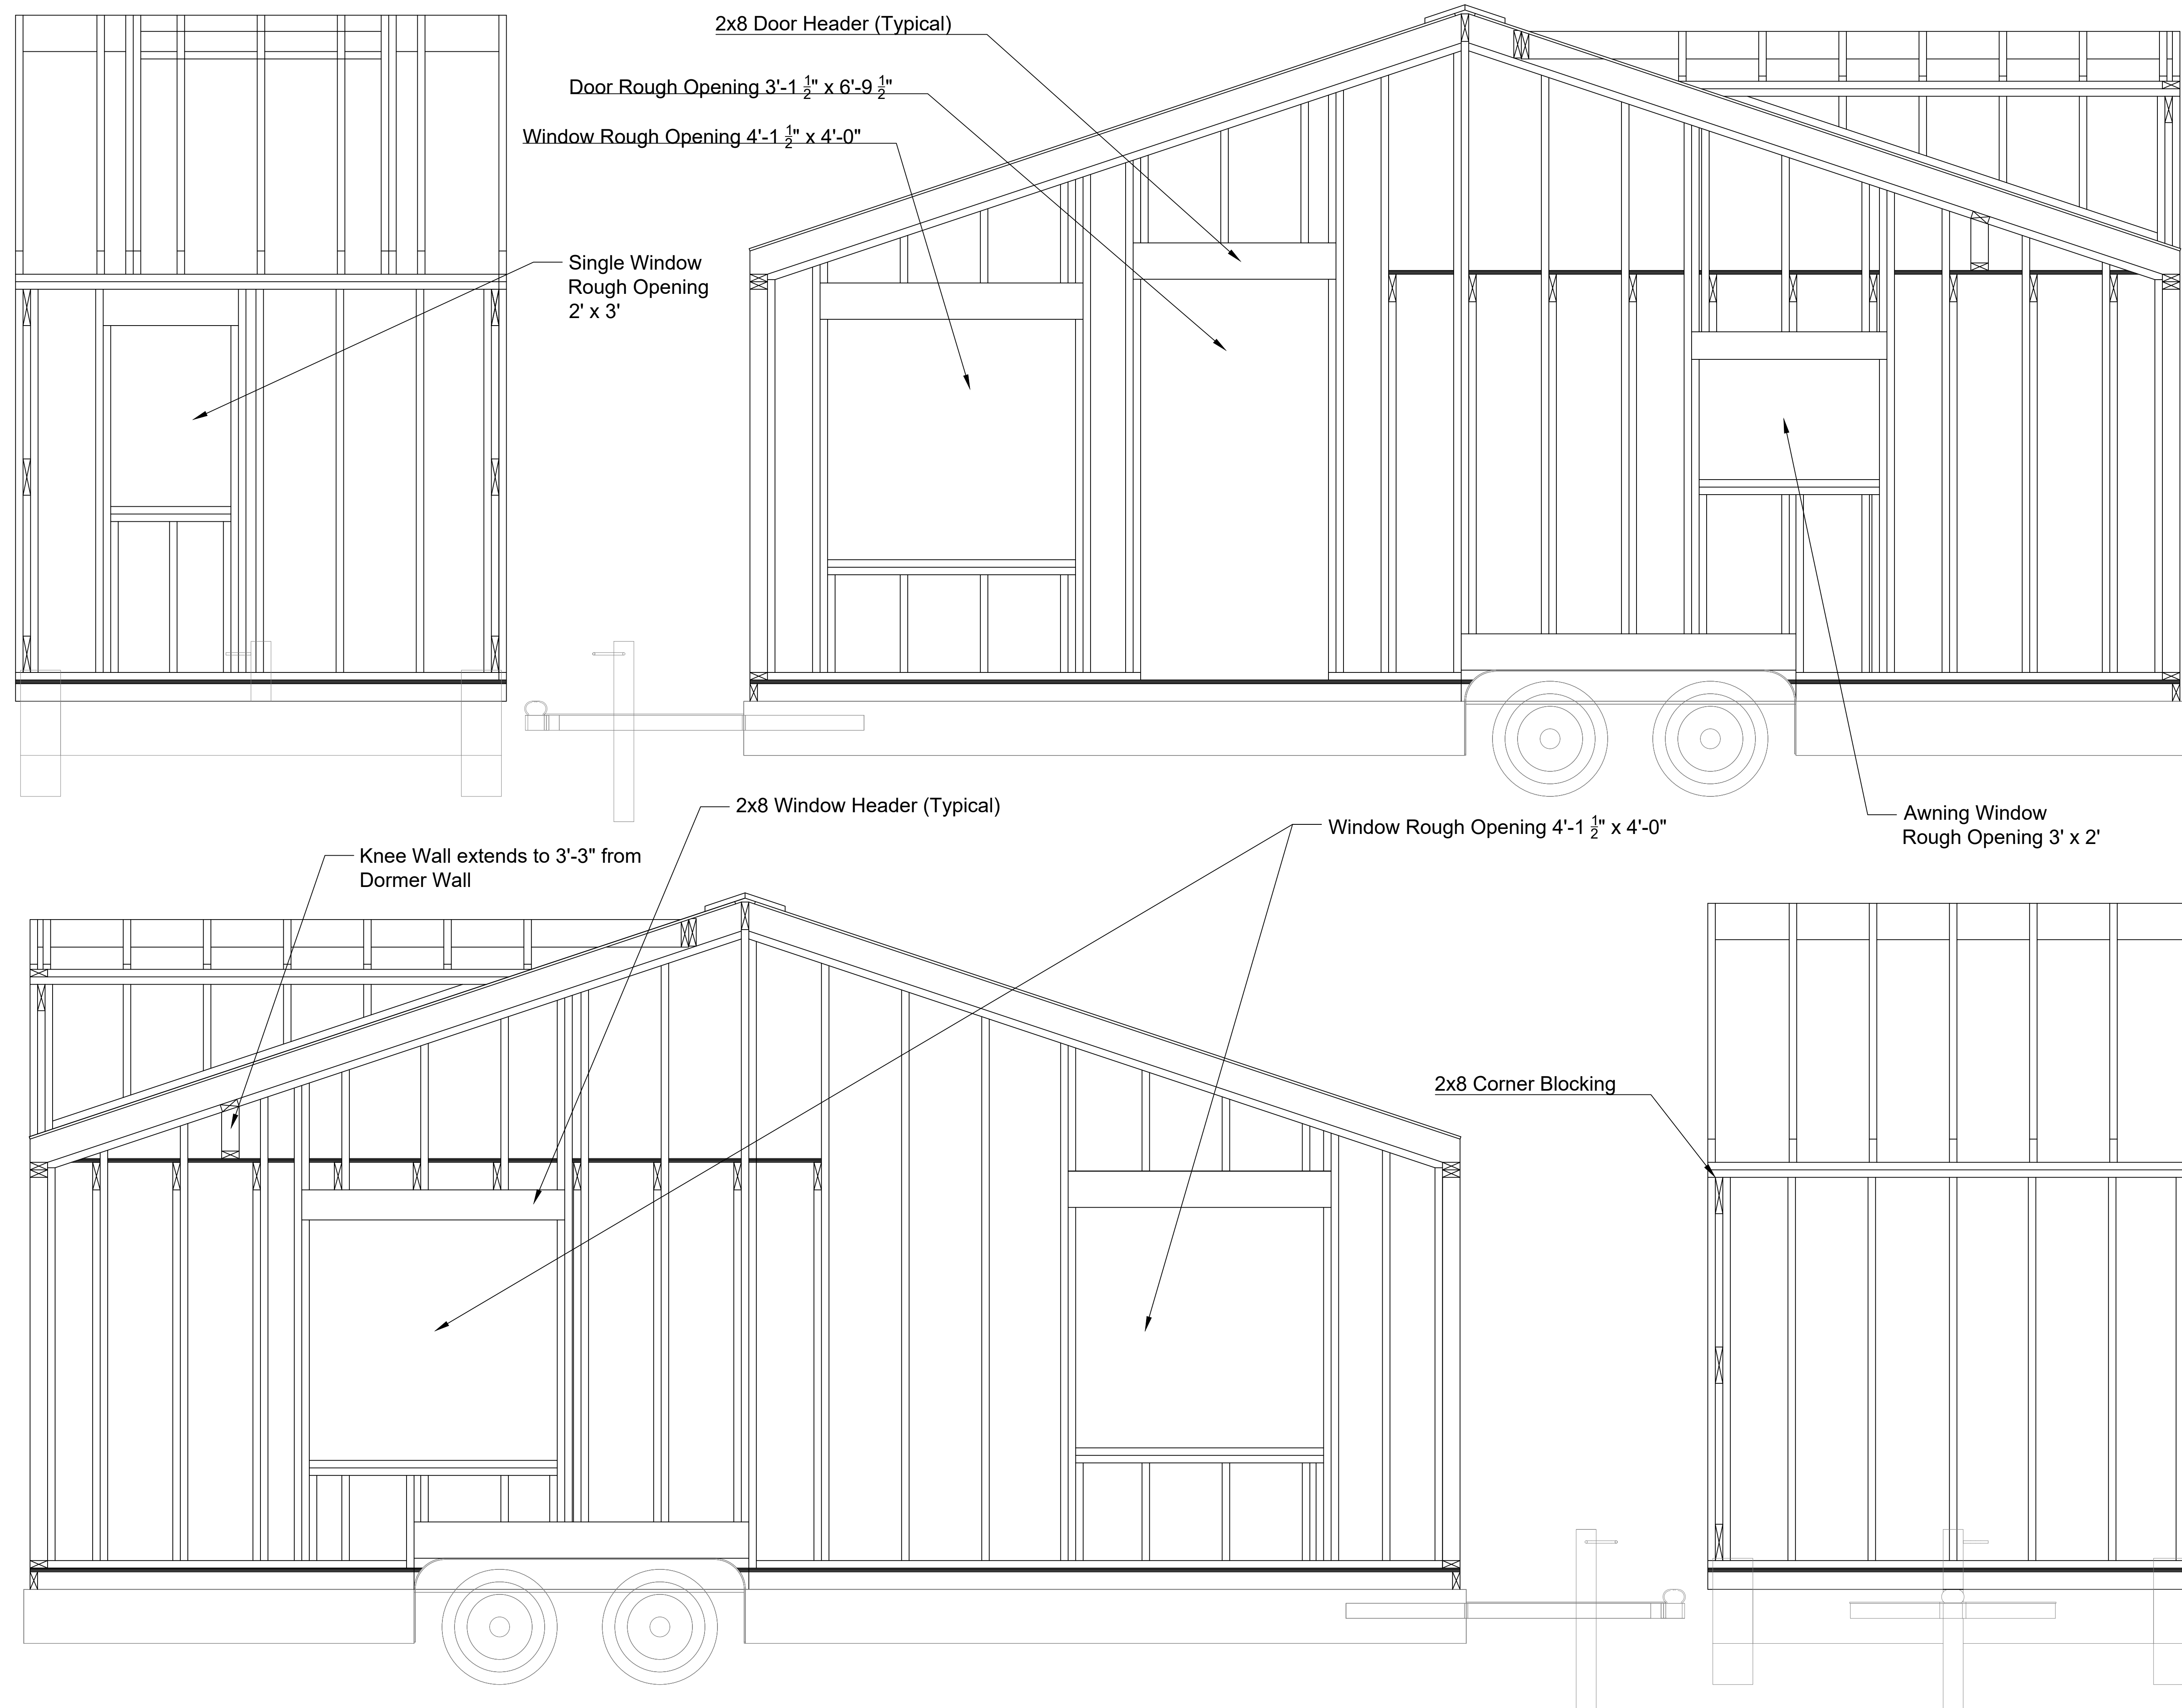 2x8 Door Header (Typical)
Door Rough Opening 3'-1 1/2" x 6'-9 1/2"
Window Rough Opening 4'-1 1/2" x 4'-0"
Single Window
Rough Opening
2' x 3'
2x8 Window Header (Typical)
Window Rough Opening 4'-1 1/2" x 4'-0"
Awning Window
Rough Opening 3' x 2'
Knee Wall extends to 3'-3" from
Dormer Wall
2x8 Corner Blocking